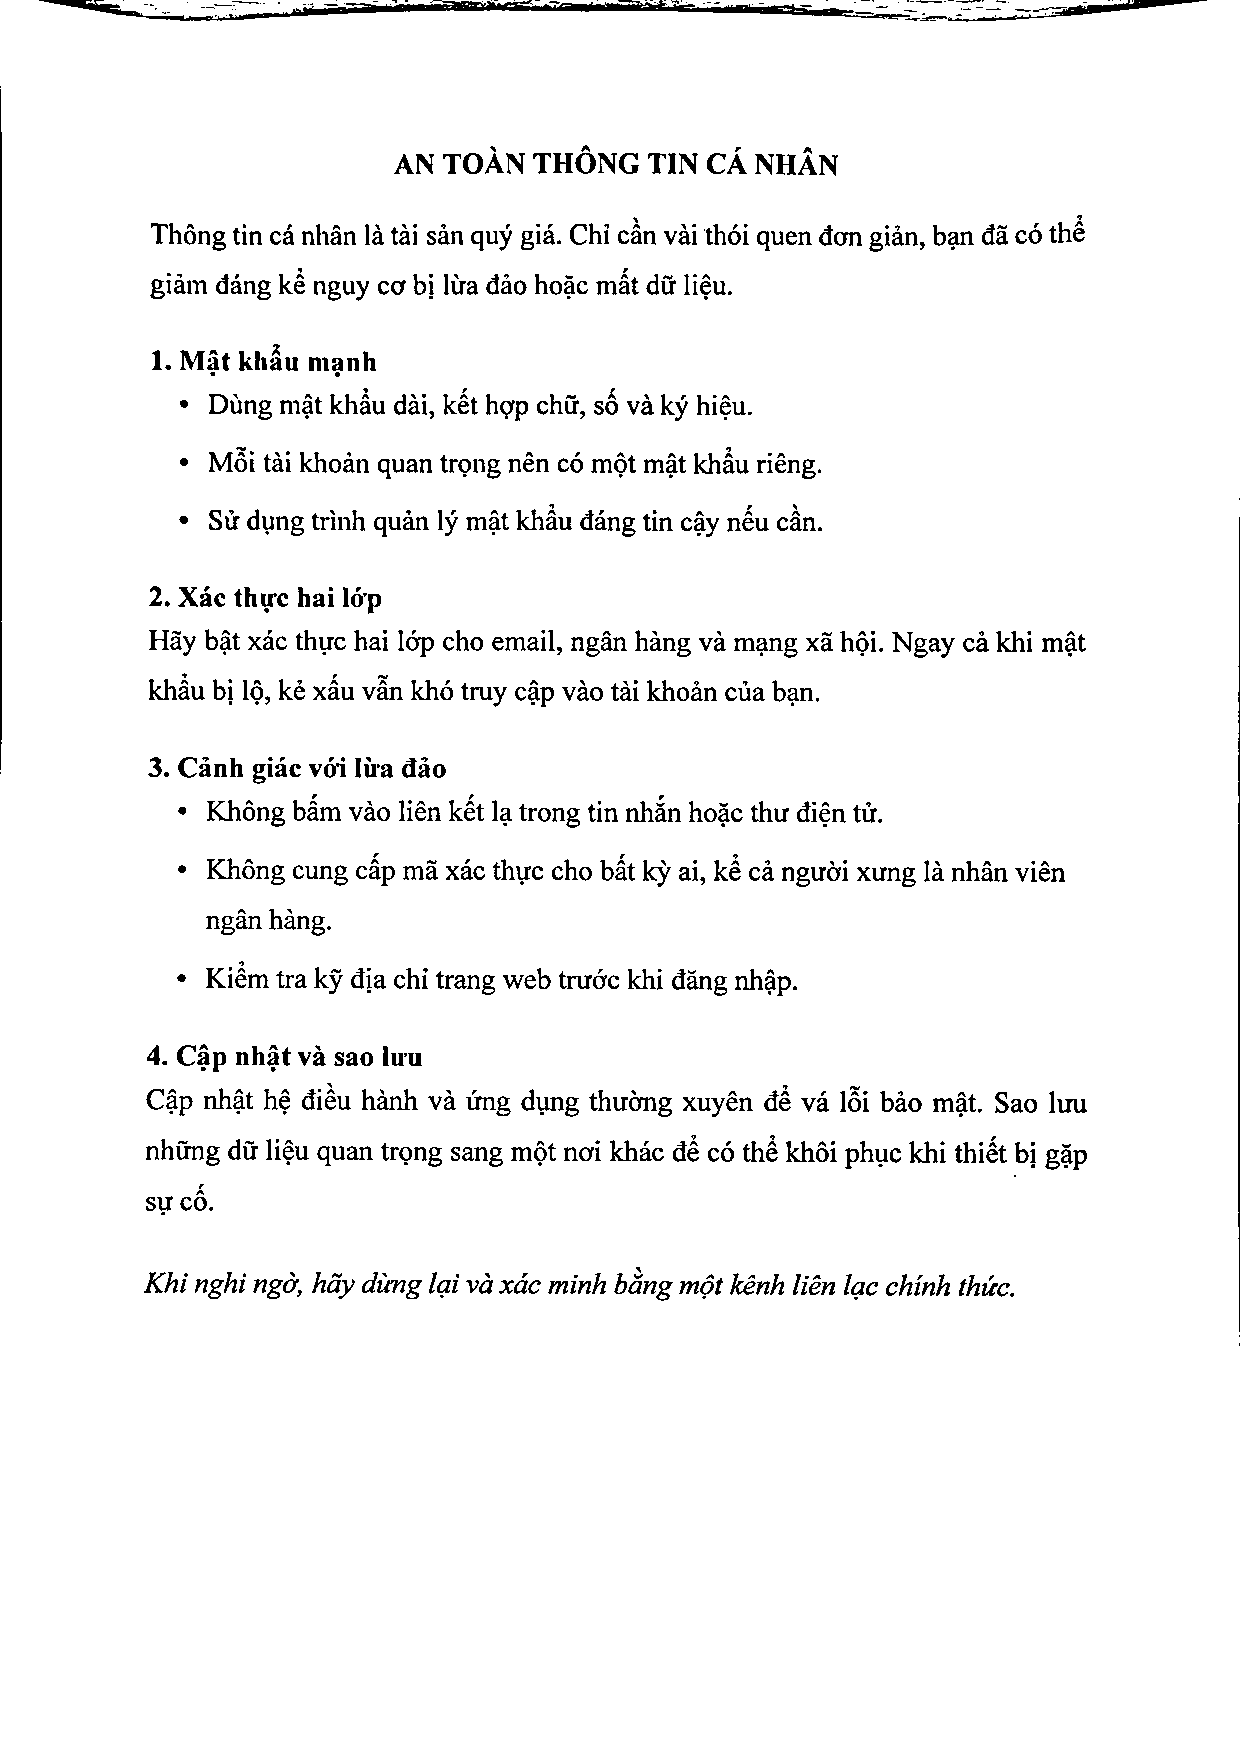 AN TOÀN THÔNG TIN CÁ NHÂN
Thông tin cá nhân là tài sản quý giá. Chỉ cần vài thói quen đơn giản, bạn đã có thể
giảm đáng kể nguy cơ bị lừa đảo hoặc mất dữ liệu.
1. Mật khẩu mạnh
• Dùng mật khẩu dài, kết hợp chữ, số và ký hiệu.
• Mỗi tài khoản quan trọng nên có một mật khẩu riêng.
• Sử dụng trình quản lý mật khẩu đáng tin cậy nếu cần.
2. Xác thực hai lớp
Hãy bật xác thực hai lớp cho email, ngân hàng và mạng xã hội. Ngay cả khi mật
khẩu bị lộ, kẻ xấu vẫn khó truy cập vào tài khoản của bạn.
3. Cảnh giác với lừa đảo
• Không bấm vào liên kết lạ trong tin nhắn hoặc thư điện tử.
• Không cung cấp mã xác thực cho bất kỳ ai, kể cả người xưng là nhân viên
ngân hàng.
• Kiểm tra kỹ địa chỉ trang web trước khi đăng nhập.
4. Cập nhật và sao lưu
Cập nhật hệ điều hành và ứng dụng thường xuyên để vá lỗi bảo mật. Sao lưu
những dữ liệu quan trọng sang một nơi khác để có thể khôi phục khi thiết bị gặp
sự cố.
Khi nghi ngờ, hãy dừng lại và xác minh bằng một kênh liên lạc chính thức.